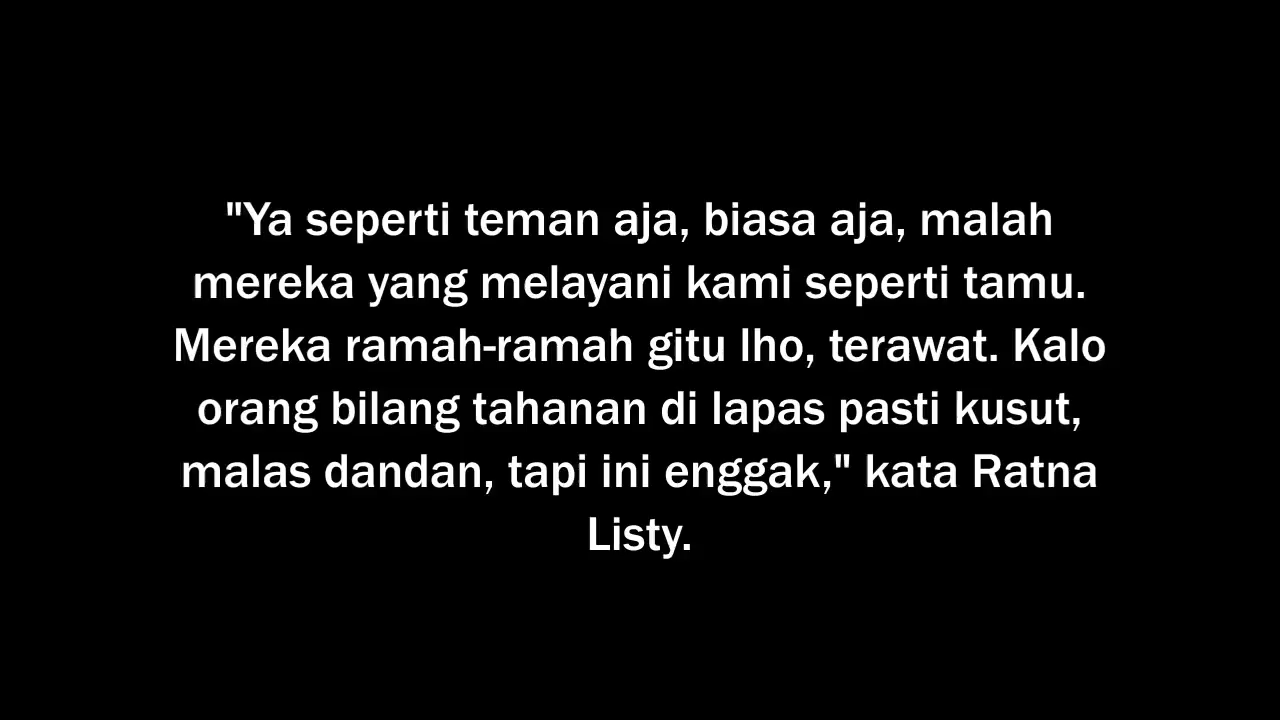 "Ya seperti teman aja, biasa aja, malah
mereka yang melayani kami seperti tamu.
Mereka ramah-ramah gitu lho, terawat. Kalo
orang bilang tahanan di lapas pasti kusut,
malas dandan, tapi ini enggak," kata Ratna
Listy.